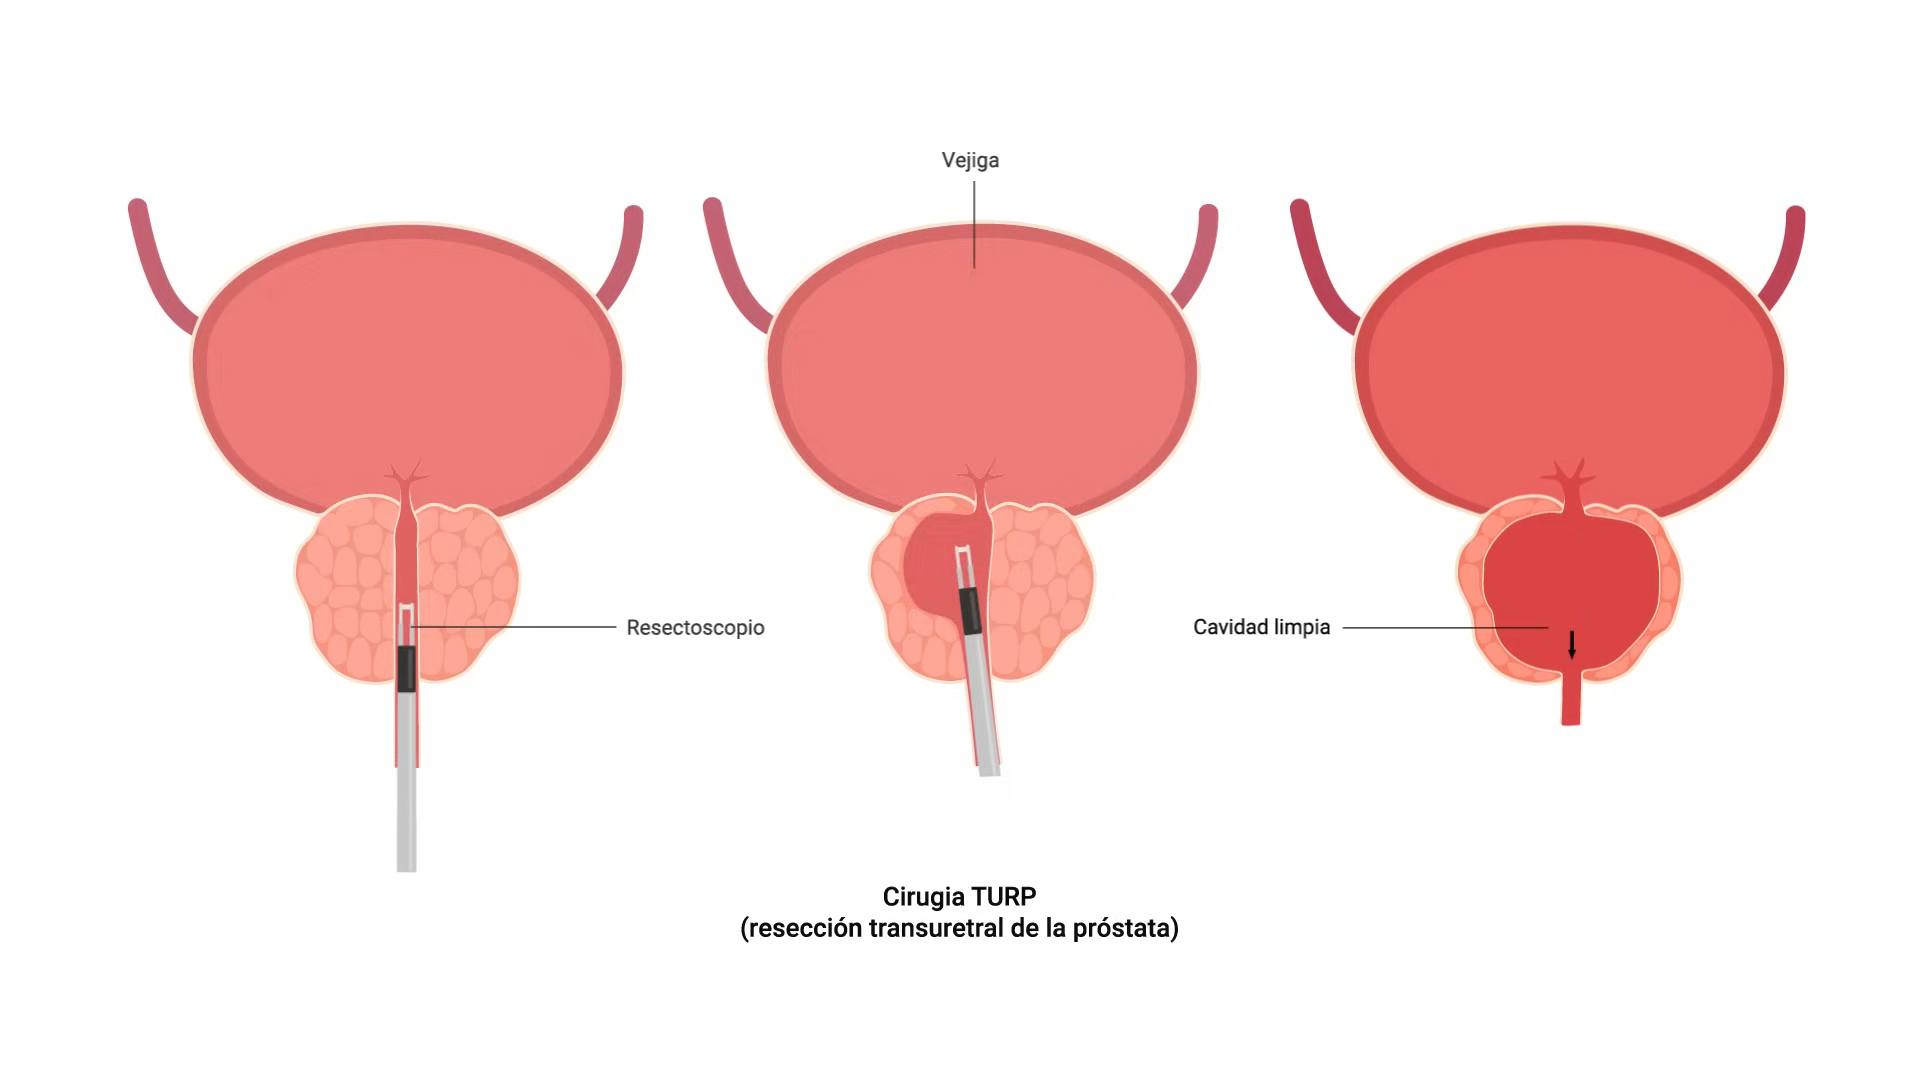 Vejiga
Resectoscopio
Cavidad limpia
Cirugia TURP
(resección transuretral de la próstata)